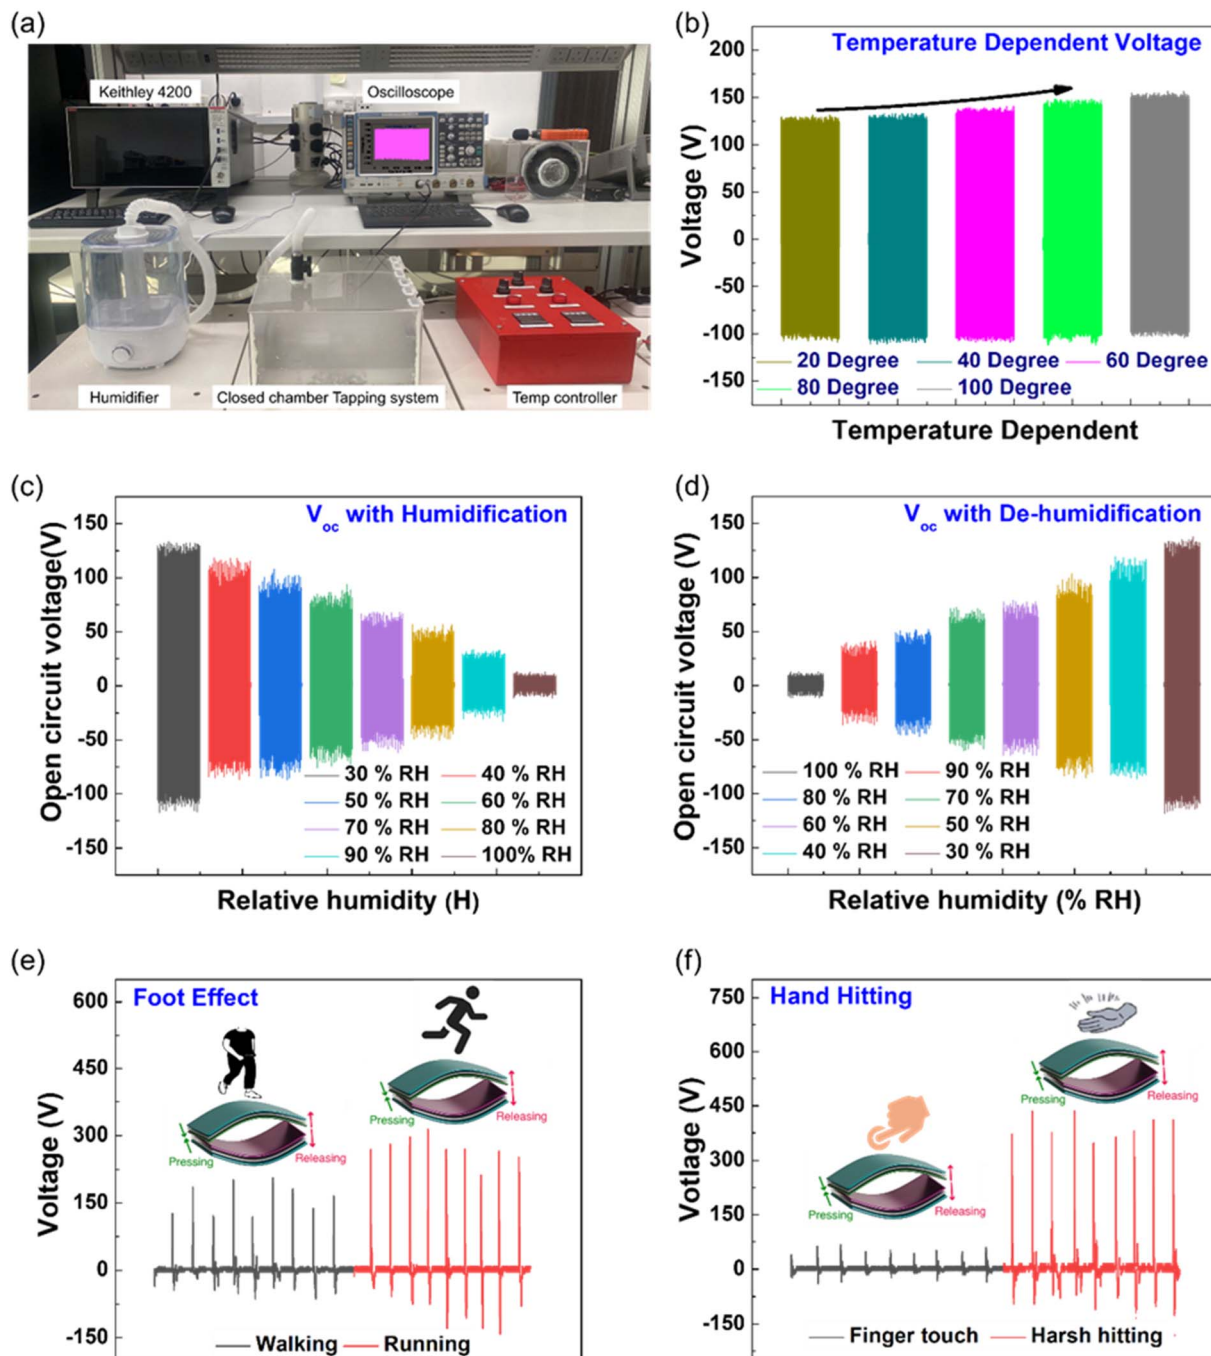 (a)
Keithley 4200
Oscilloscope
Humidifier
Closed chamber Tapping system
Temp controller
(b)
Temperature Dependent Voltage
Voltage (V)
200
150
100
50
0
-50
-100
-150
20 Degree
40 Degree
60 Degree
80 Degree
100 Degree
Temperature Dependent
(c)
V_oc with Humidification
Open circuit voltage(V)
150
100
50
0
-50
-100
-150
30 % RH
40 % RH
50 % RH
60 % RH
70 % RH
80 % RH
90 % RH
100% RH
Relative humidity (H)
(d)
V_oc with De-humidification
Open circuit voltage (V)
150
100
50
0
-50
-100
-150
100 % RH
90 % RH
80 % RH
70 % RH
60 % RH
50 % RH
40 % RH
30 % RH
Relative humidity (% RH)
(e)
Foot Effect
Voltage (V)
600
450
300
150
0
-150
Pressing
Releasing
Pressing
Releasing
Walking
Running
(f)
Hand Hitting
Votlage (V)
750
600
450
300
150
0
-150
Pressing
Releasing
Pressing
Releasing
Finger touch
Harsh hitting